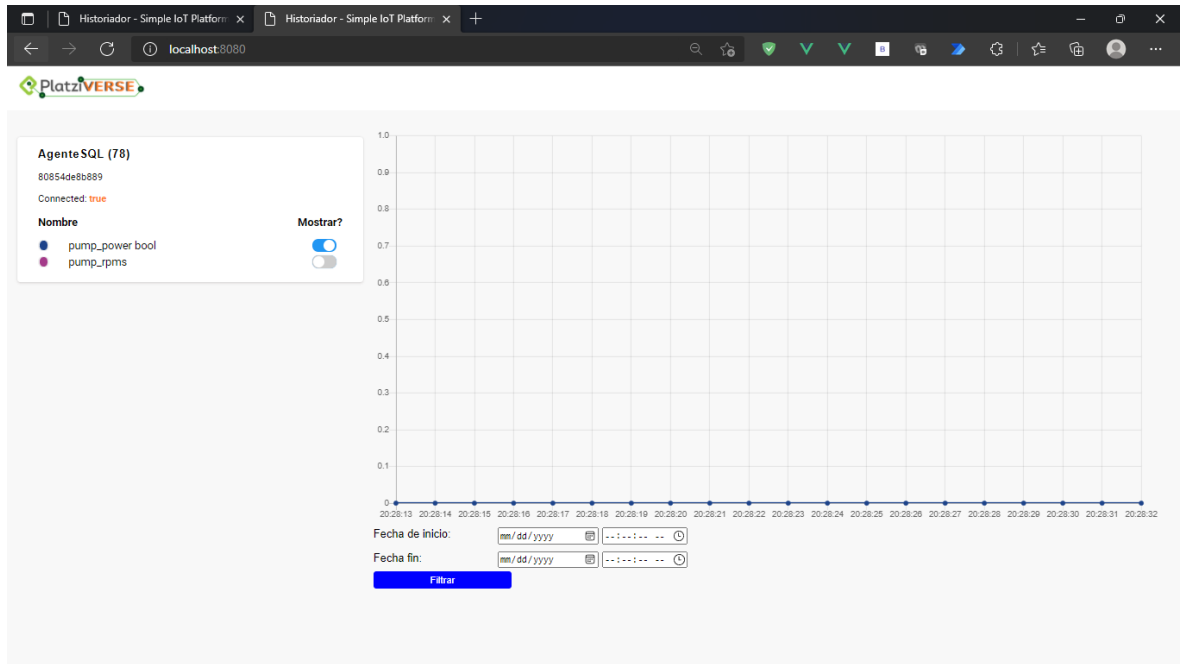 Historiador - Simple IoT Platform
Historiador - Simple IoT Platform
localhost:8080
B
PlatziVERSE
AgenteSQL (78)
80854de8b889
Connected: true
Nombre Mostrar?
pump_power bool
pump_rpms
1.0
0.9
0.8
0.7
0.6
0.5
0.4
0.3
0.2
0.1
0
20:28:13 20:28:14 20:28:15 20:28:16 20:28:17 20:28:18 20:28:19 20:28:20 20:28:21 20:28:22 20:28:23 20:28:24 20:28:25 20:28:26 20:28:27 20:28:28 20:28:29 20:28:30 20:28:31 20:28:32
Fecha de inicio: mm/dd/yyyy --:--:-- --
Fecha fin: mm/dd/yyyy --:--:-- --
Filtrar